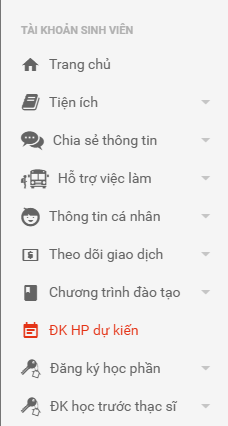 TÀI KHOẢN SINH VIÊN
Trang chủ
Tiện ích
Chia sẻ thông tin
Hỗ trợ việc làm
Thông tin cá nhân
Theo dõi giao dịch
Chương trình đào tạo
ĐK HP dự kiến
Đăng ký học phần
ĐK học trước thạc sĩ